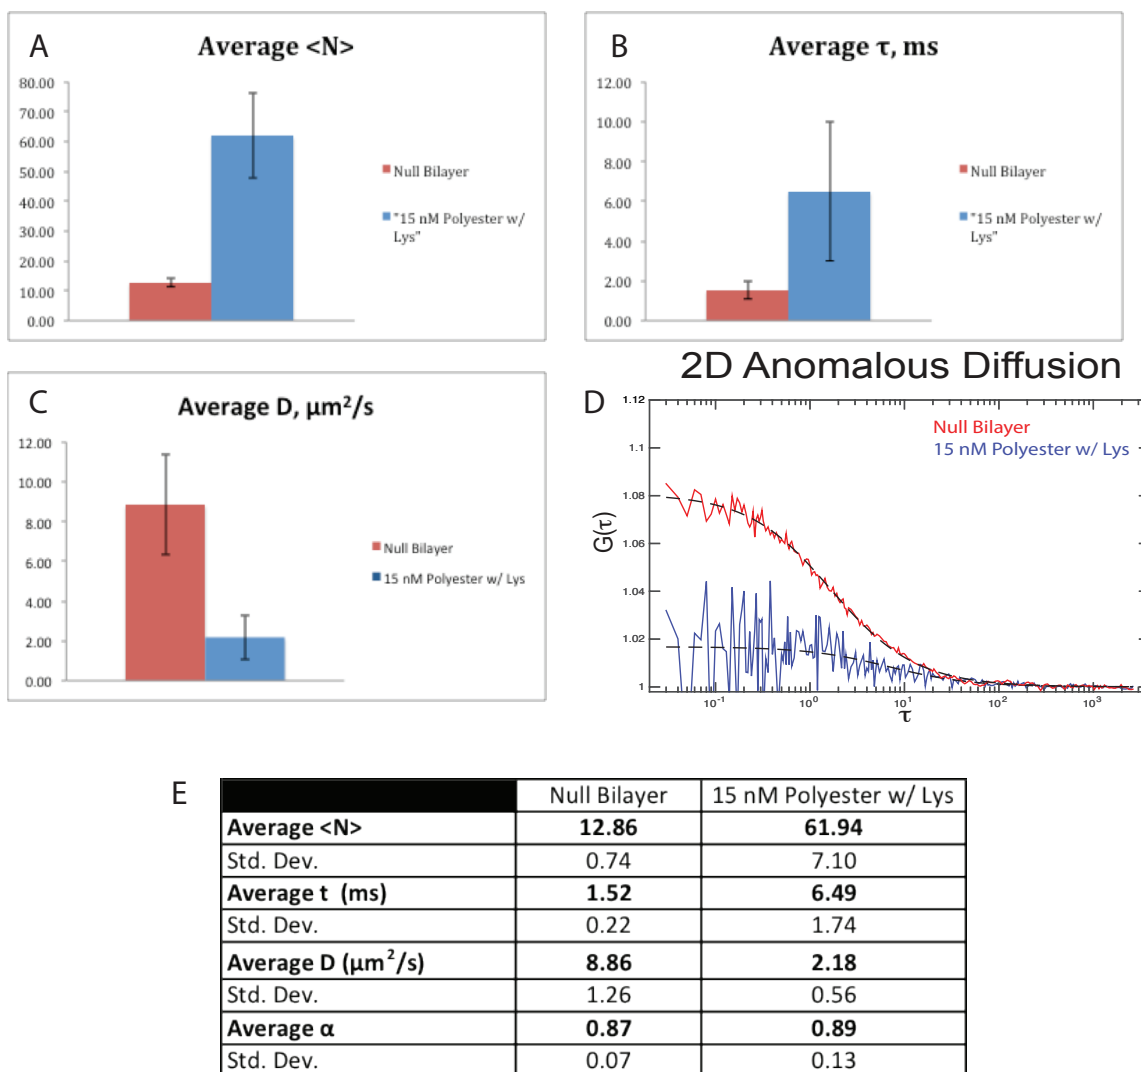 A
Average <N>
80.00
70.00
60.00
50.00
40.00
30.00
20.00
10.00
0.00
Null Bilayer
"15 nM Polyester w/
Lys"
B
Average τ, ms
12.00
10.00
8.00
6.00
4.00
2.00
0.00
Null Bilayer
"15 nM Polyester w/
Lys"
C
Average D, μm²/s
12.00
10.00
8.00
6.00
4.00
2.00
0.00
Null Bilayer
15 nM Polyester w/ Lys
2D Anomalous Diffusion
D
1.12
1.1
1.08
1.06
1.04
1.02
1
G(τ)
Null Bilayer
15 nM Polyester w/ Lys
10⁻¹ 10⁰ 10¹ 10² 10³
τ
E
Null Bilayer 15 nM Polyester w/ Lys
Average <N> 12.86 61.94
Std. Dev. 0.74 7.10
Average t (ms) 1.52 6.49
Std. Dev. 0.22 1.74
Average D (μm²/s) 8.86 2.18
Std. Dev. 1.26 0.56
Average α 0.87 0.89
Std. Dev. 0.07 0.13